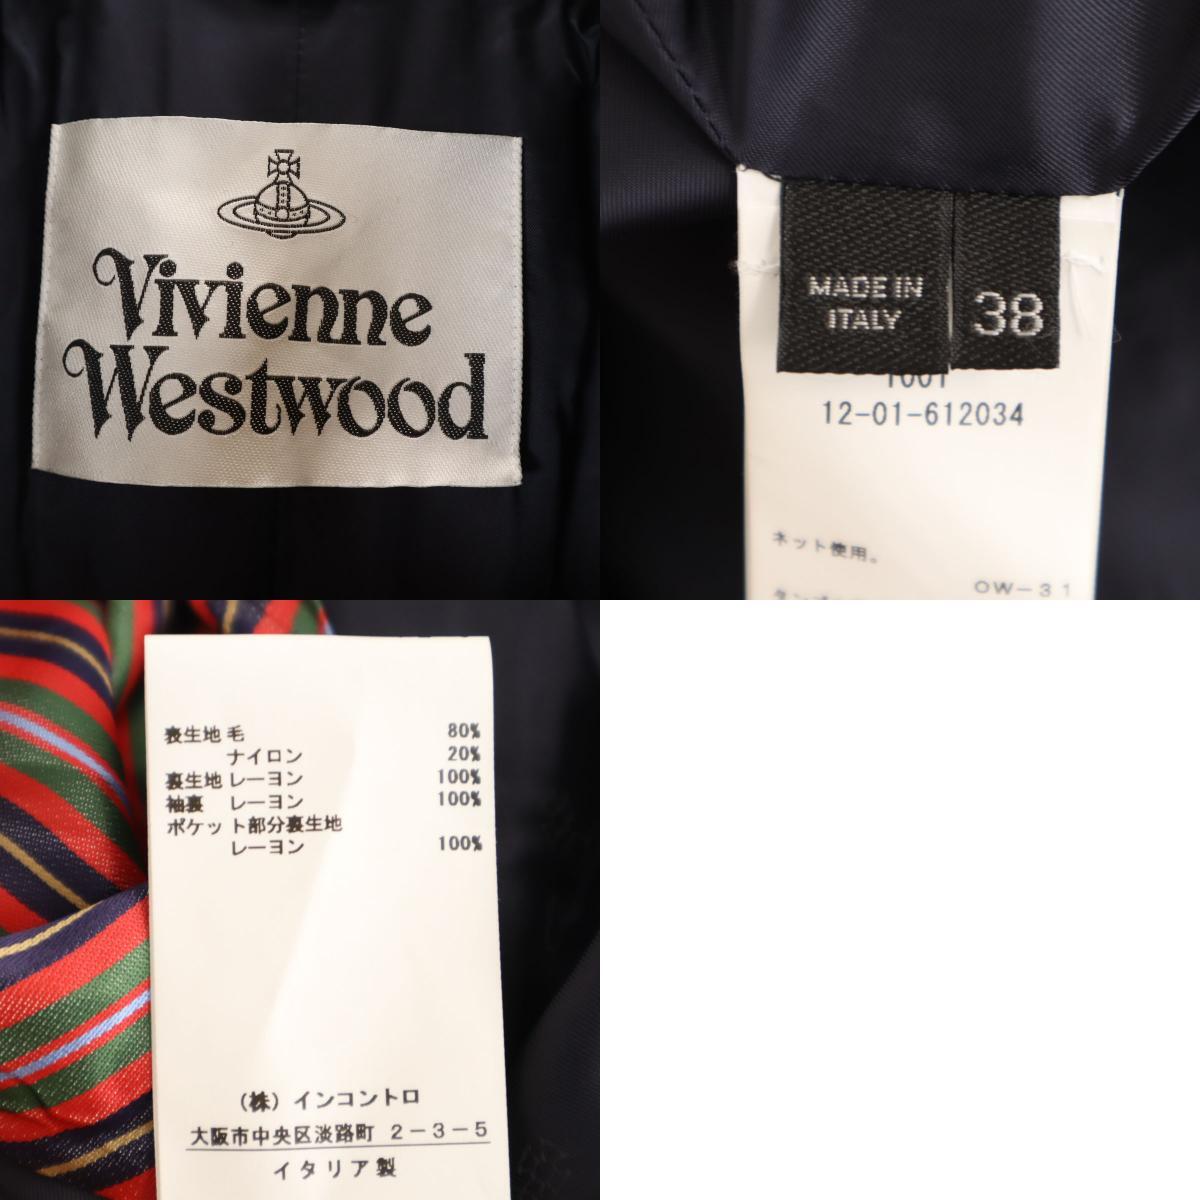 Vivienne
Westwood
MADE IN
ITALY
38
1001
12-01-612034
ネット使用。
OW-31
表生地 毛 80%
ナイロン 20%
裏生地 レーヨン 100%
袖裏 レーヨン 100%
ポケット部分裏生地
レーヨン 100%
(株) インコントロ
大阪市中央区淡路町 2-3-5
イタリア製